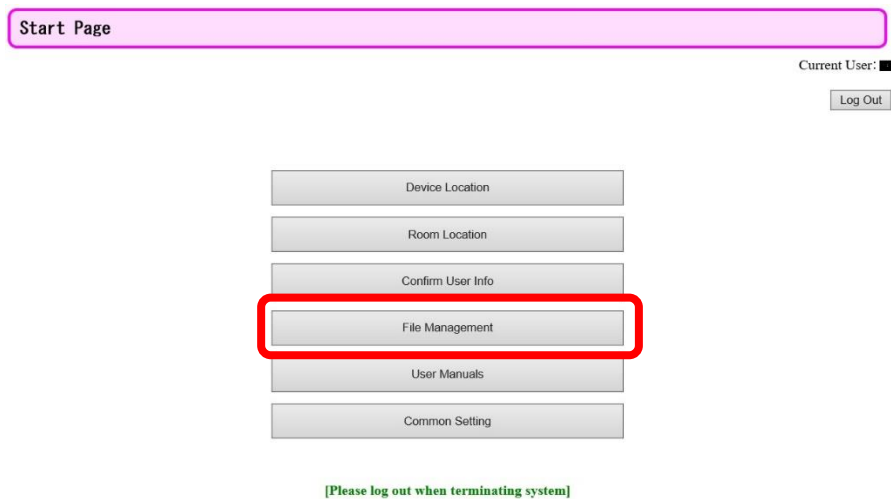 Start Page
Current User:
Log Out
Device Location
Room Location
Confirm User Info
File Management
User Manuals
Common Setting
[Please log out when terminating system]